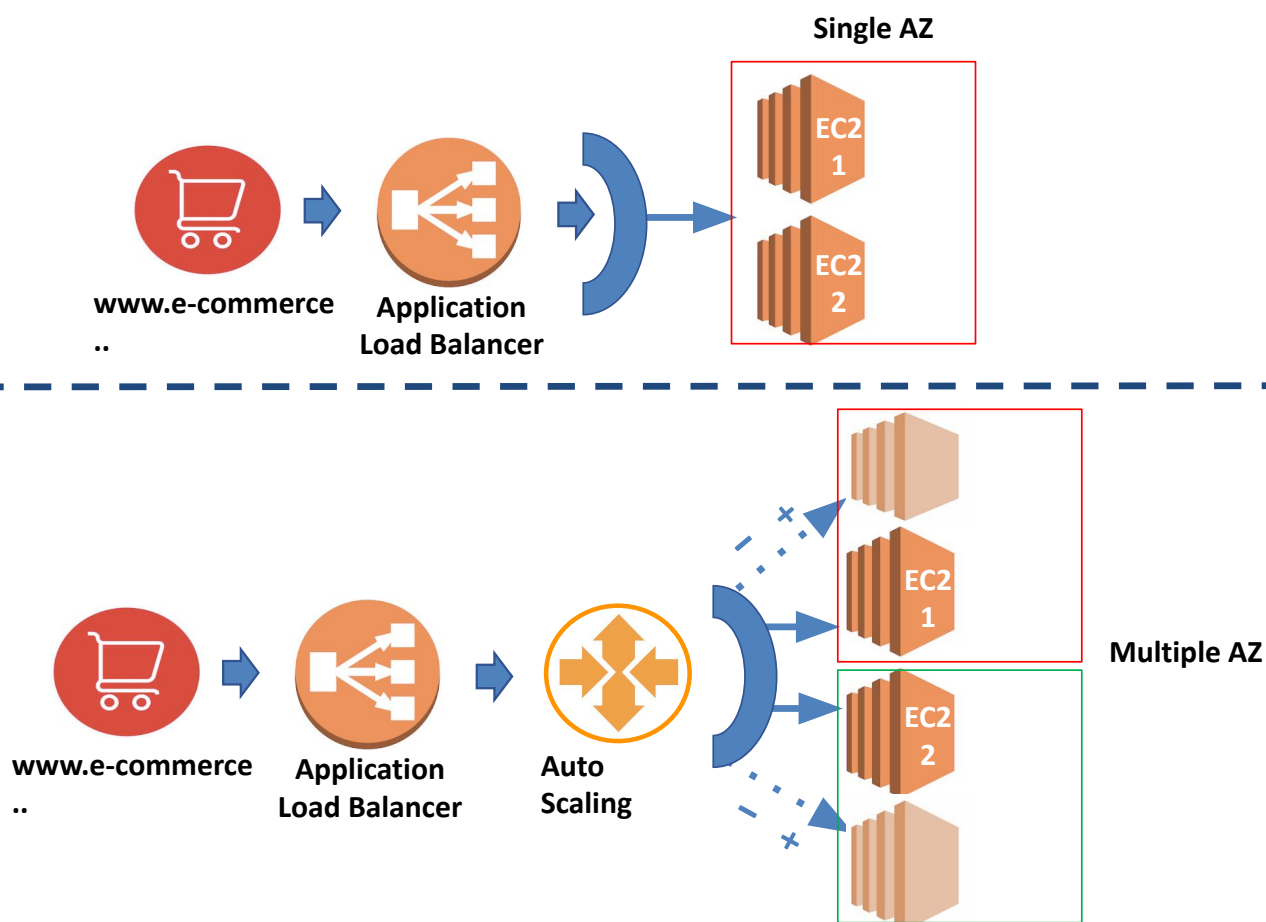 Single AZ
EC2
1
EC2
2
www.e-commerce
..
Application
Load Balancer
EC2
1
Multiple AZ
EC2
2
www.e-commerce
..
Application
Load Balancer
Auto
Scaling